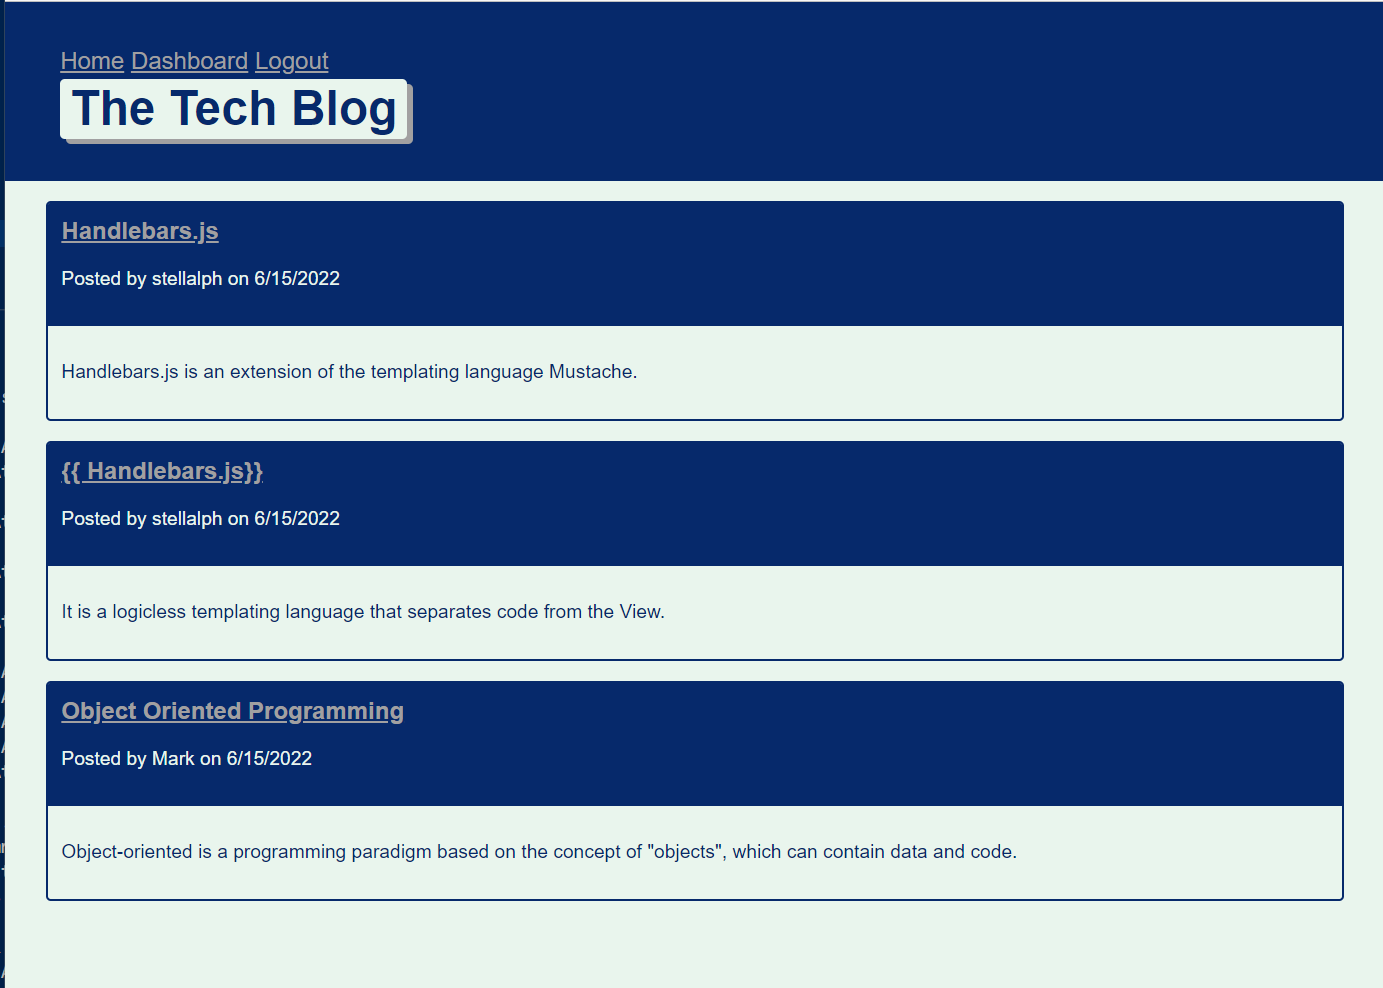 Home Dashboard Logout
The Tech Blog
Handlebars.js
Posted by stellalph on 6/15/2022
Handlebars.js is an extension of the templating language Mustache.
{{ Handlebars.js}}
Posted by stellalph on 6/15/2022
It is a logicless templating language that separates code from the View.
Object Oriented Programming
Posted by Mark on 6/15/2022
Object-oriented is a programming paradigm based on the concept of "objects", which can contain data and code.